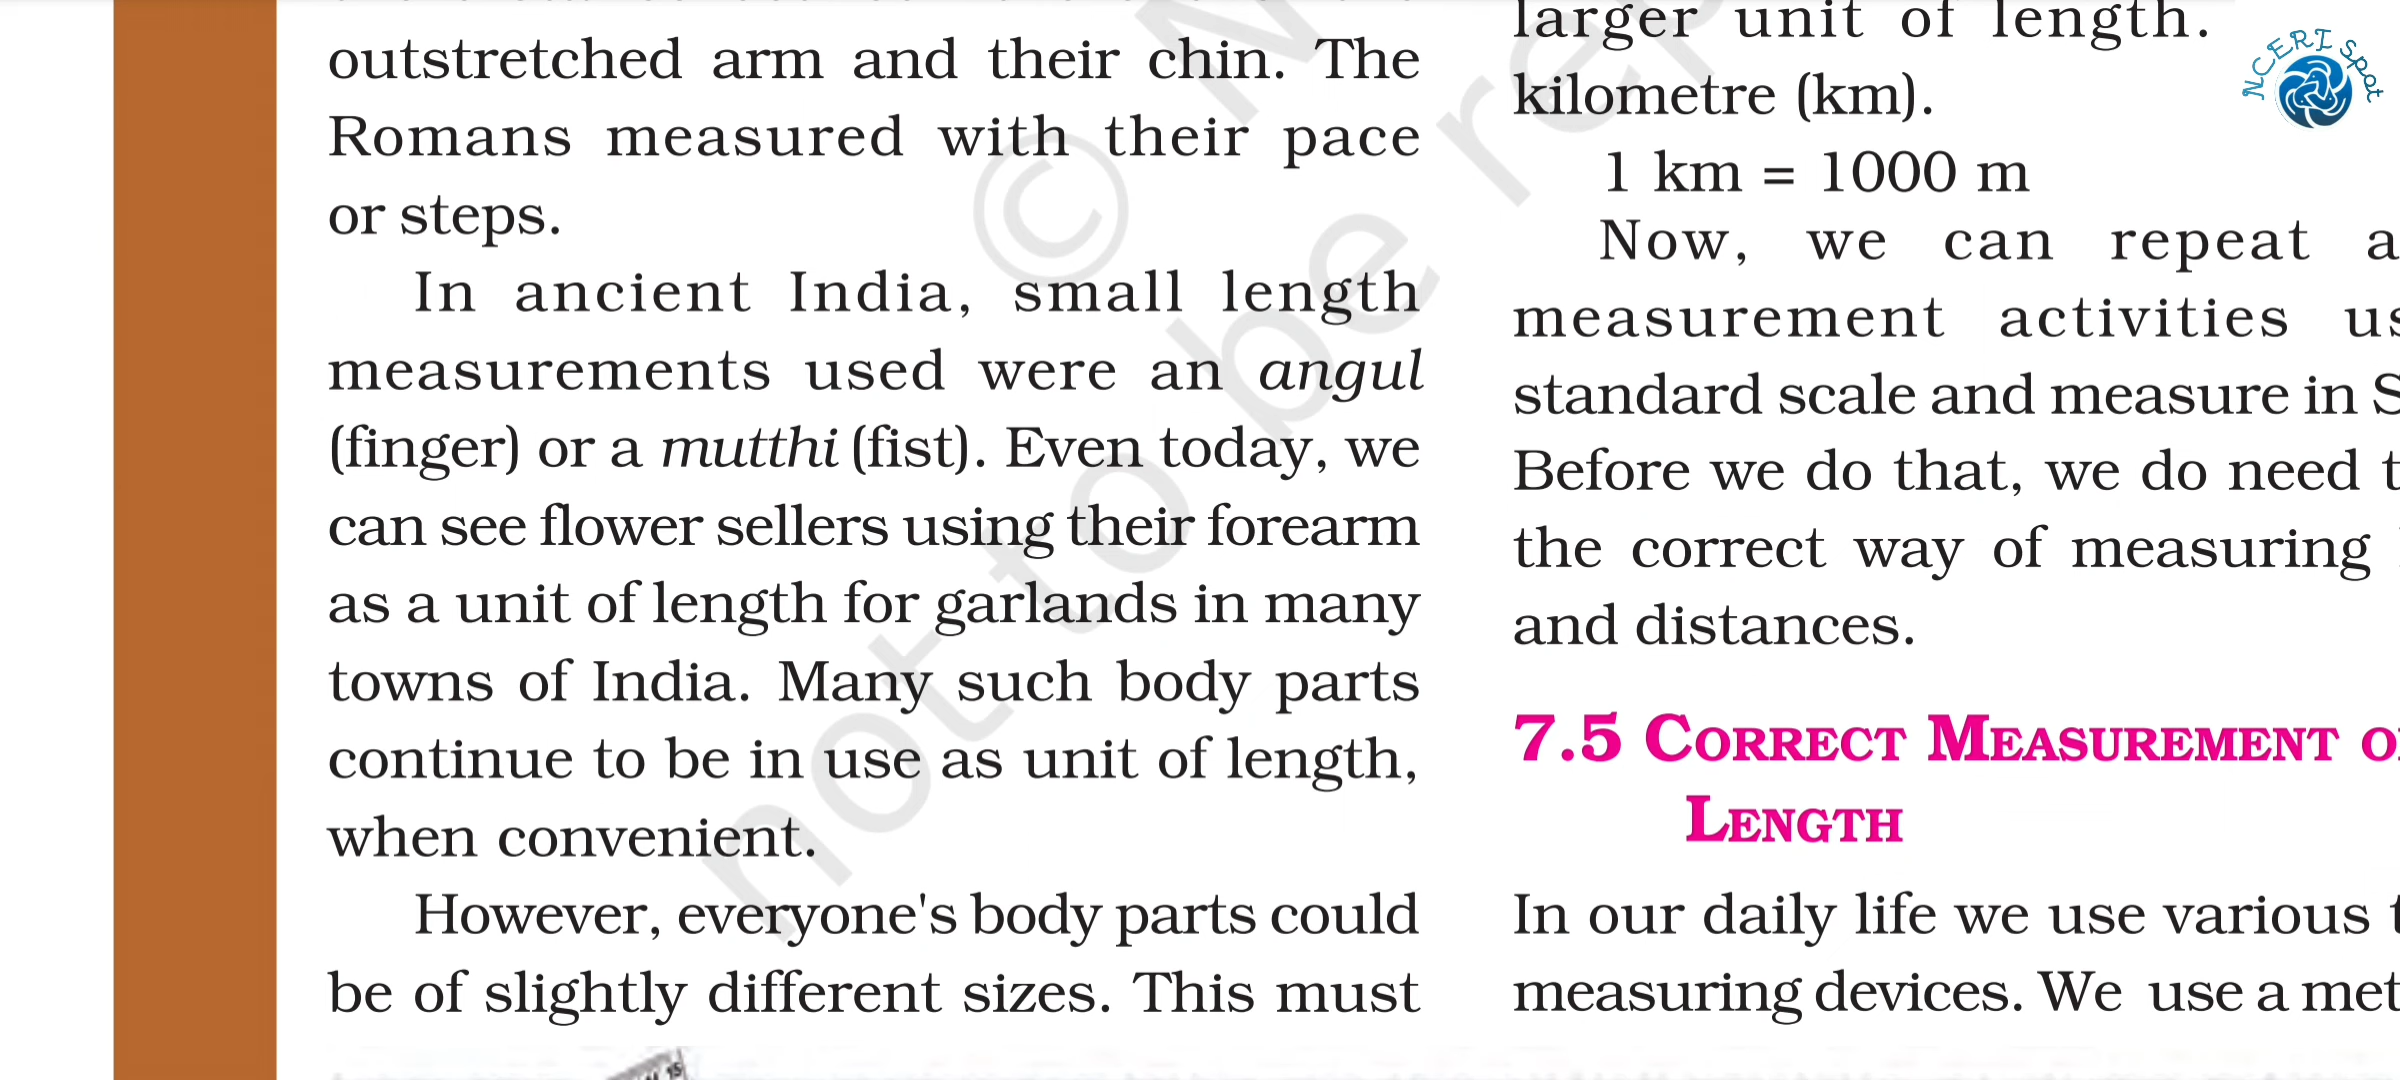 outstretched arm and their chin. The
Romans measured with their pace
or steps.
In ancient India, small length
measurements used were an angul
(finger) or a mutthi (fist). Even today, we
can see flower sellers using their forearm
as a unit of length for garlands in many
towns of India. Many such body parts
continue to be in use as unit of length,
when convenient.
However, everyone's body parts could
be of slightly different sizes. This must
larger unit of length.
kilometre (km).
1 km = 1000 m
Now, we can repeat
measurement activities
standard scale and measure in
Before we do that, we do need
the correct way of measuring
and distances.
7.5 CORRECT MEASUREMENT
LENGTH
In our daily life we use various
measuring devices. We use a
NCERT Spot
© N
not to be
15